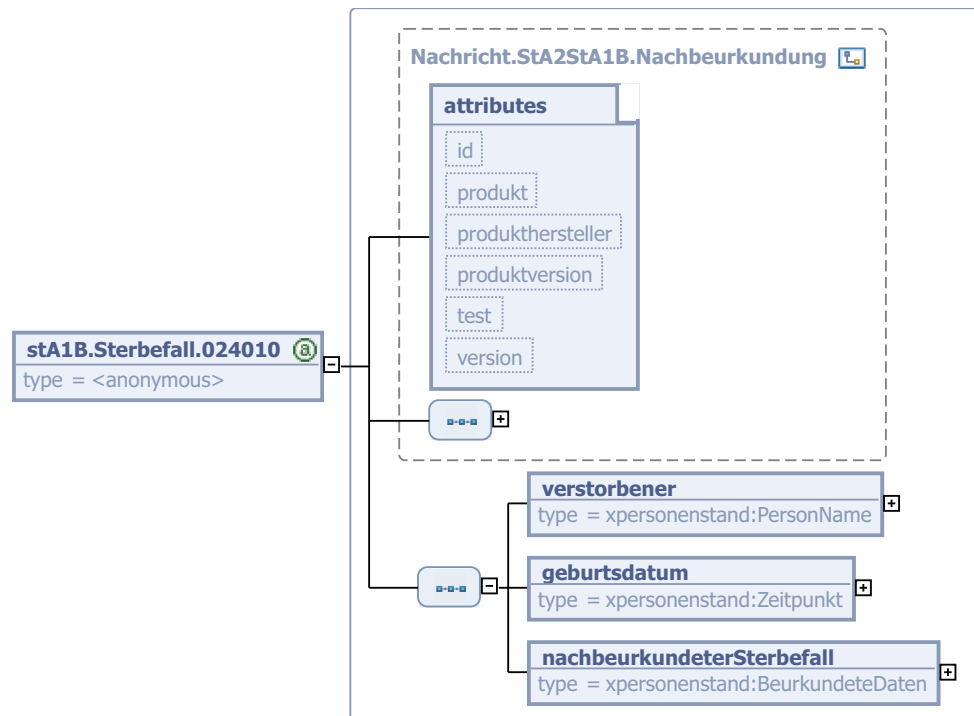 Nachricht.StA2StA1B.Nachbeurkundung
attributes
id
produkt
produkthersteller
produktversion
test
version
stA1B.Sterbefall.024010 a
type = <anonymous>
verstorbener
type = xpersonenstand:PersonName
geburtsdatum
type = xpersonenstand:Zeitpunkt
nachbeurkundeterSterbefall
type = xpersonenstand:BeurkundeteDaten